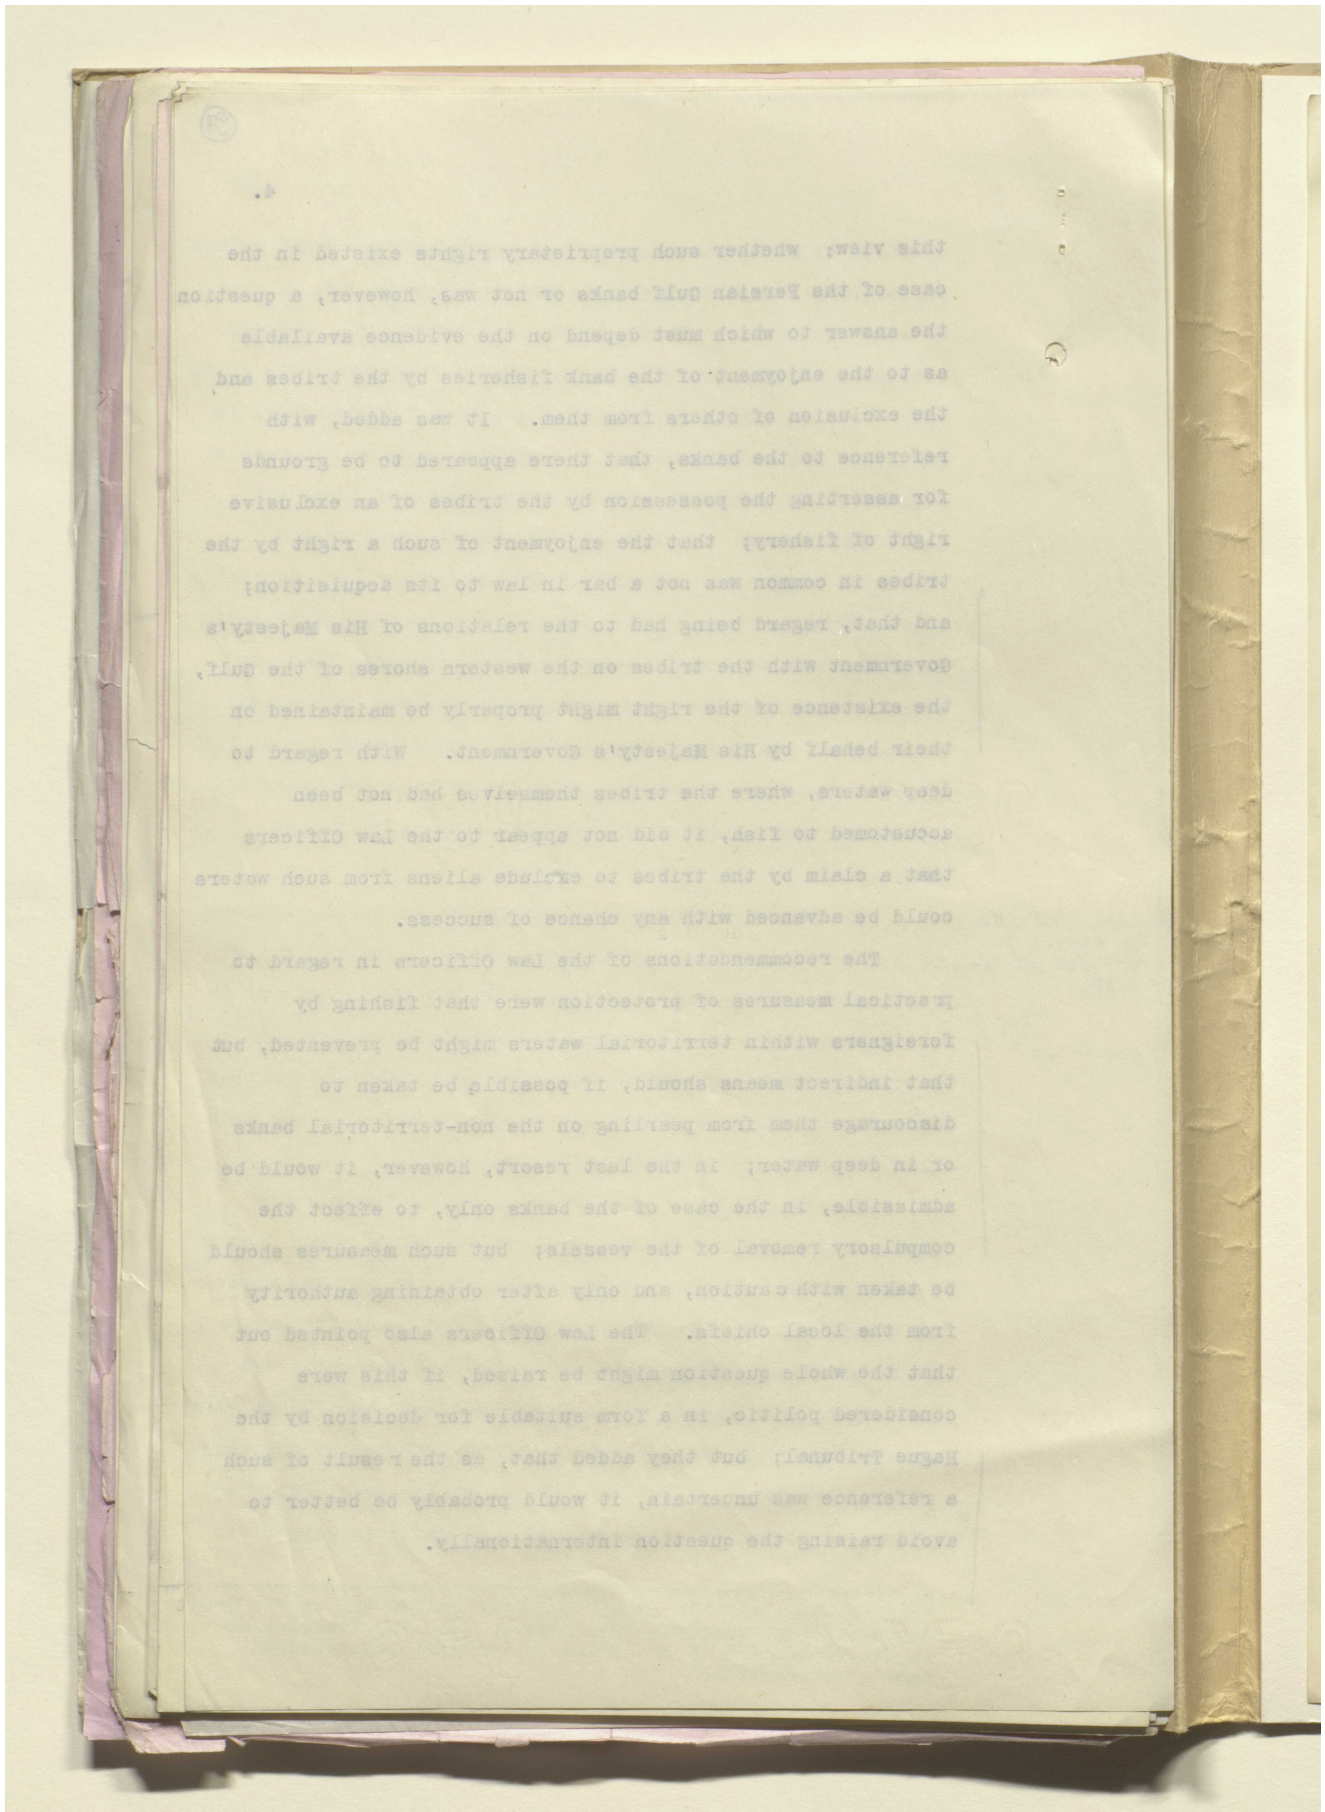 4.
this view; whether such proprietary rights existed in the
case of the Persian Gulf banks or not was, however, a question
the answer to which must depend on the evidence available
as to the enjoyment of the bank fisheries by the tribes and
the exclusion of others from them. It was added, with
reference to the banks, that there appeared to be grounds
for asserting the possession by the tribes of an exclusive
right of fishery; that the enjoyment of such a right by the
tribes in common was not a bar in law to its acquisition;
and that, regard being had to the relations of His Majesty's
Government with the tribes on the western shores of the Gulf,
the existence of the right might properly be maintained on
their behalf by His Majesty's Government. With regard to
deep waters, where the tribes themselves had not been
accustomed to fish, it did not appear to the Law Officers
that a claim by the tribes to exclude aliens from such waters
could be advanced with any chance of success.
The recommendations of the Law Officers in regard to
practical measures of protection were that fishing by
foreigners within territorial waters might be prevented, but
that indirect means should, if possible, be taken to
discourage them from pearling on the non-territorial banks
or in deep water; in the last resort, however, it would be
admissible, in the case of the banks only, to effect the
compulsory removal of the vessels; but such measures should
be taken with caution, and only after obtaining authority
from the local chiefs. The Law Officers also pointed out
that the whole question might be raised, if this were
considered politic, in a form suitable for decision by the
Hague Tribunal; but they added that, as the result of such
a reference was uncertain, it would probably be better to
avoid raising the question internationally.